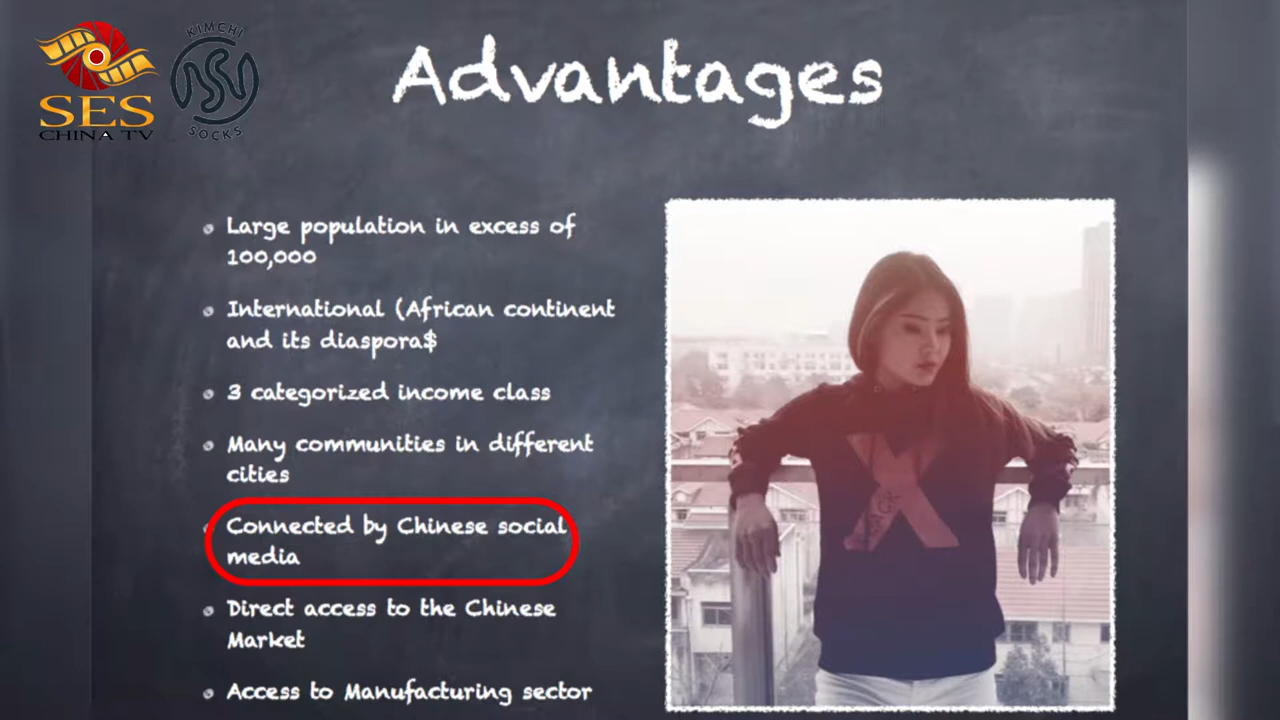 SES
CHINA TV
KIMCHI
SOCKS
Advantages
Large population in excess of
100,000
International (African continent
and its diaspora$
3 categorized income class
Many communities in different
cities
Connected by Chinese social
media
Direct access to the Chinese
Market
Access to Manufacturing sector
X